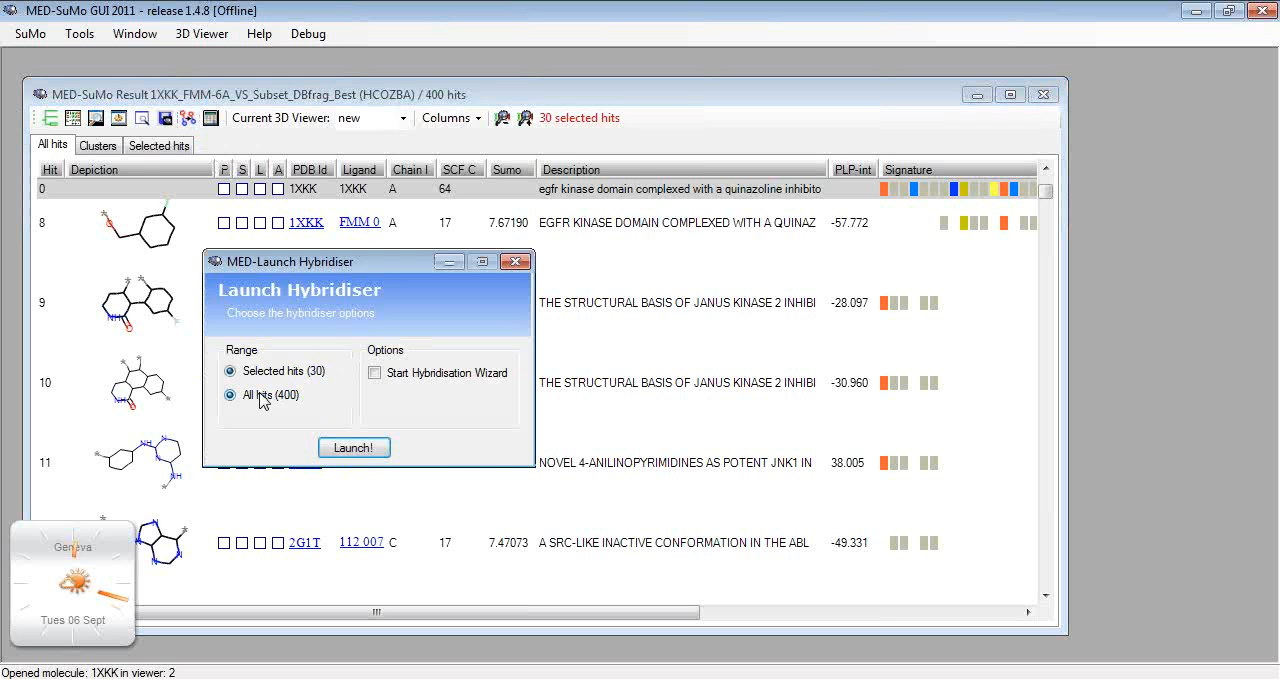 MED-SuMo GUI 2011 - release 1.4.8 [Offline]
SuMo Tools Window 3D Viewer Help Debug
MED-SuMo Result 1XKK_FMM-6A_VS_Subset_DBfrag_Best (HCOZBA) / 400 hits
Current 3D Viewer: new Columns 30 selected hits
All hits Clusters Selected hits
Hit Depiction P S L A PDB Id Ligand Chain I SCF C Sumo Description PLP-int Signature
0 1XKK 1XKK A 64 egfr kinase domain complexed with a quinazoline inhibito
8 1XKK FMM 0 A 17 7.67190 EGFR KINASE DOMAIN COMPLEXED WITH A QUINAZ -57.772
MED-Launch Hybridiser
Launch Hybridiser
Choose the hybridiser options
9 THE STRUCTURAL BASIS OF JANUS KINASE 2 INHIBI -28.097
NH O
Range Options
Selected hits (30) Start Hybridisation Wizard
All hits (400)
10 THE STRUCTURAL BASIS OF JANUS KINASE 2 INHIBI -30.960
NH O
Launch!
11 NOVEL 4-ANILINOPYRIMIDINES AS POTENT JNK1 IN 38.005
NH N N NH
2G1T 112 007 C 17 7.47073 A SRC-LIKE INACTIVE CONFORMATION IN THE ABL -49.331
N N N N
Geneva
Tues 06 Sept
Opened molecule: 1XKK in viewer: 2